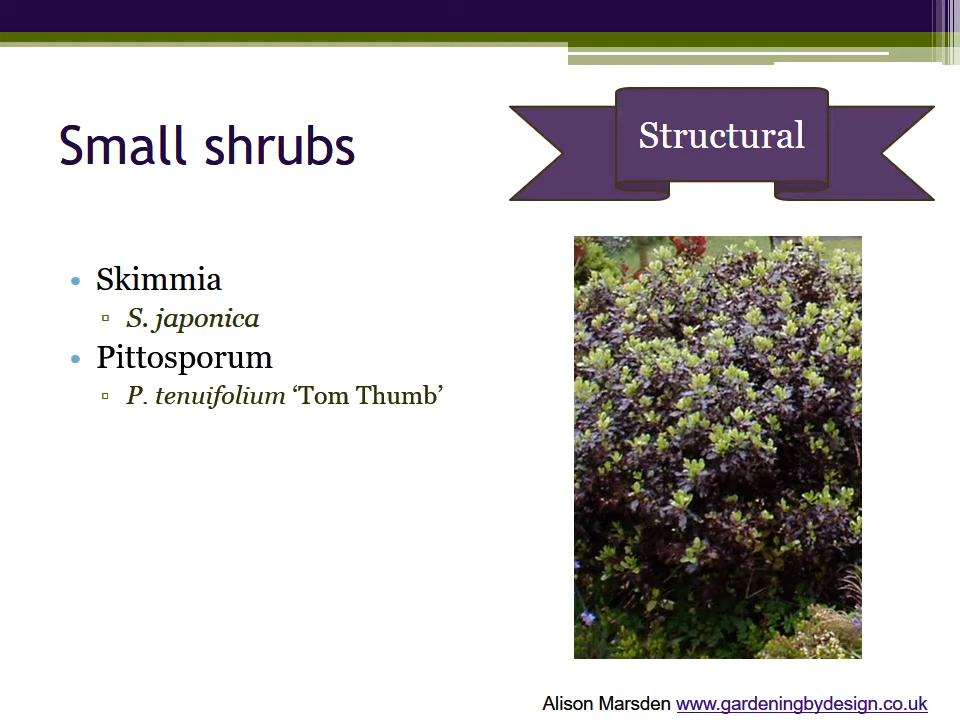 Small shrubs
Structural
• Skimmia
▫ S. japonica
• Pittosporum
▫ P. tenuifolium ‘Tom Thumb’
Alison Marsden www.gardeningbydesign.co.uk